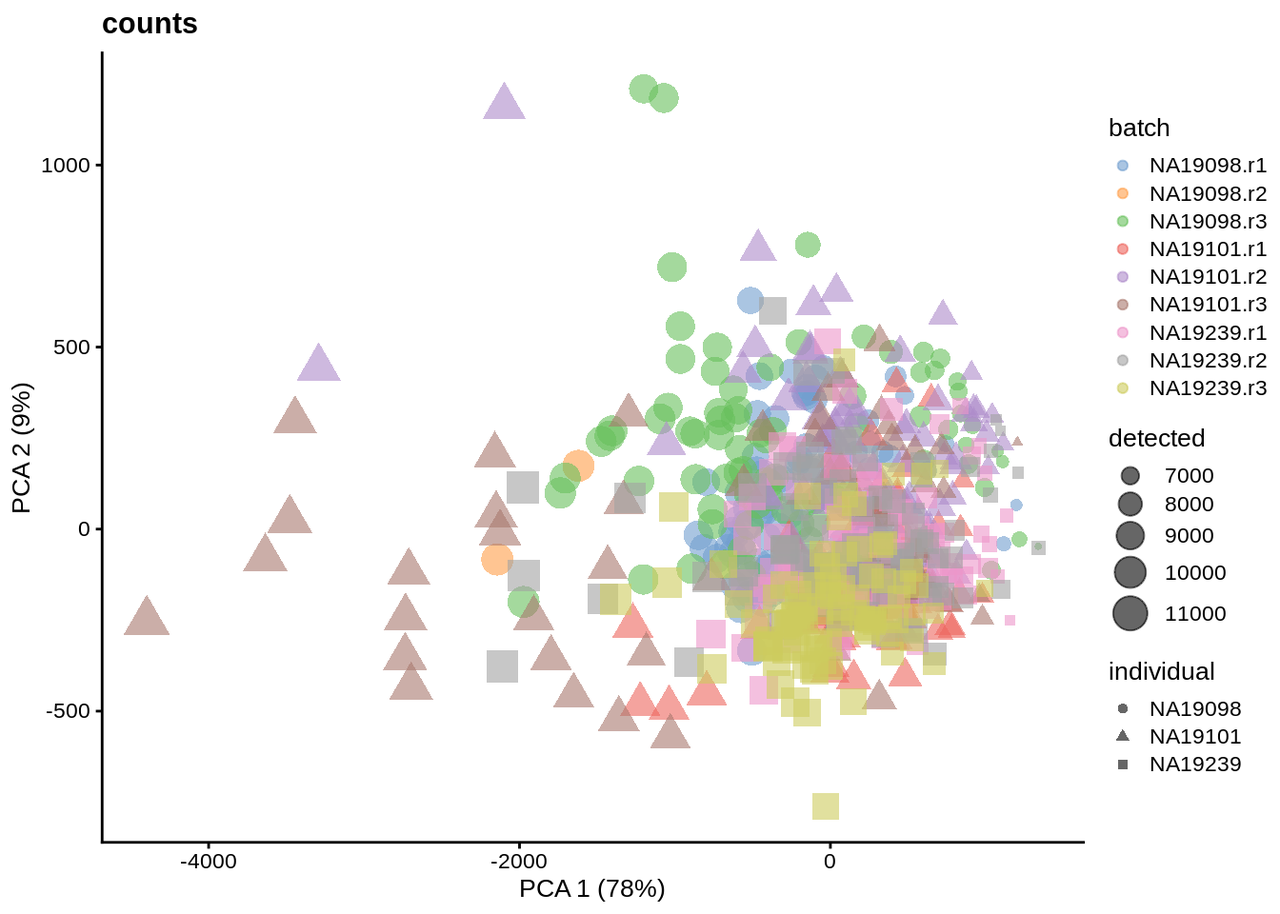 counts
1000
500
0
-500
PCA 2 (9%)
-4000
-2000
0
PCA 1 (78%)
batch
NA19098.r1
NA19098.r2
NA19098.r3
NA19101.r1
NA19101.r2
NA19101.r3
NA19239.r1
NA19239.r2
NA19239.r3
detected
7000
8000
9000
10000
11000
individual
NA19098
NA19101
NA19239